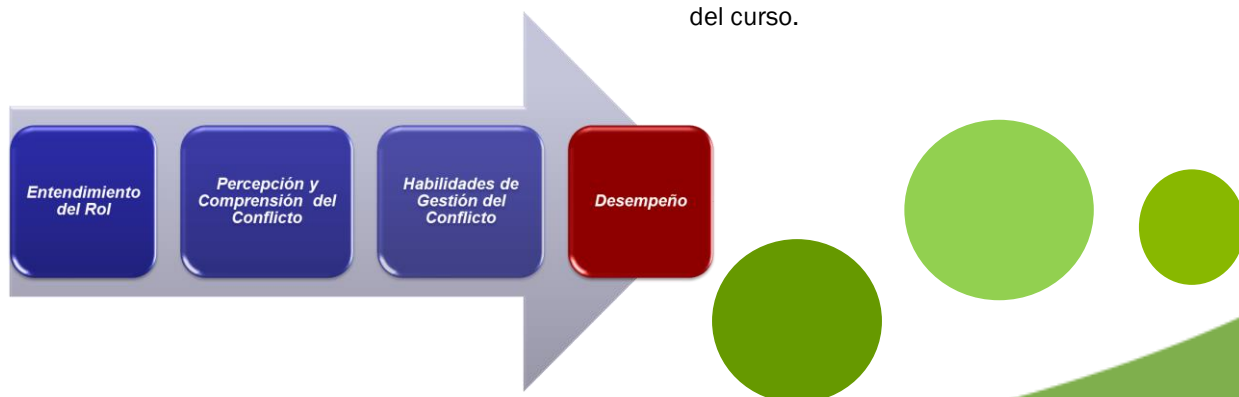 del curso.
Entendimiento
del Rol
Percepción y
Comprensión del
Conflicto
Habilidades de
Gestión del
Conflicto
Desempeño